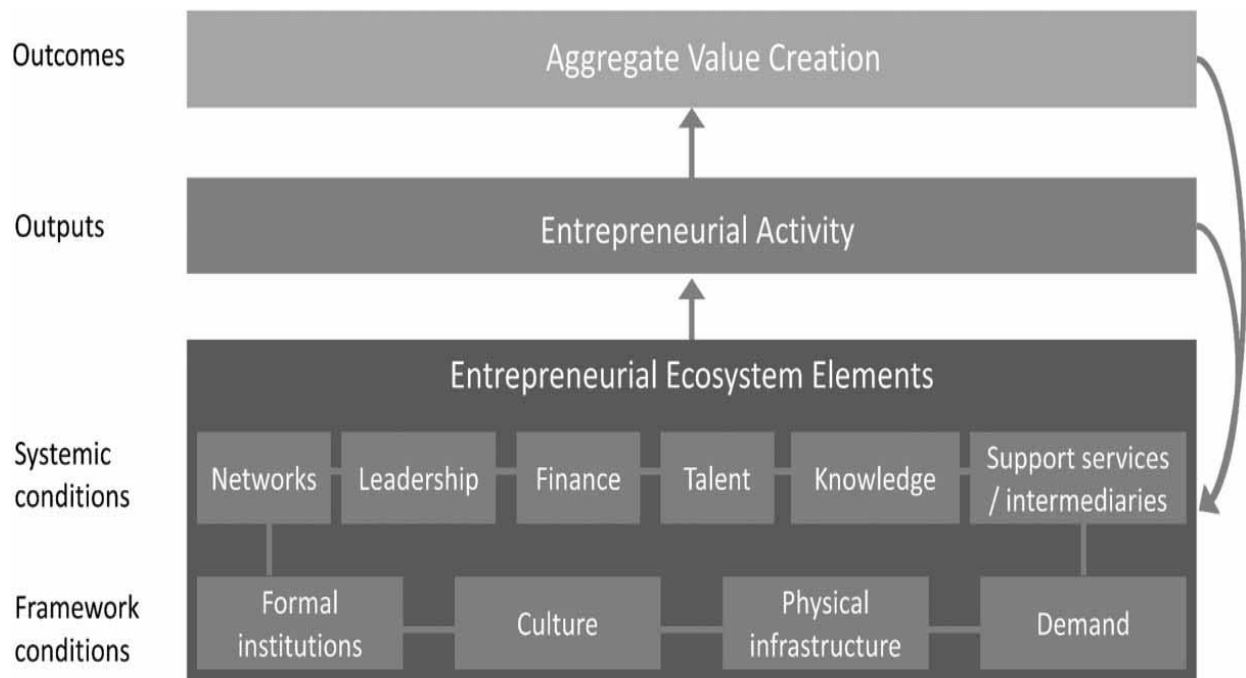 Outcomes
Aggregate Value Creation
Outputs
Entrepreneurial Activity
Entrepreneurial Ecosystem Elements
Systemic
conditions
Networks
Leadership
Finance
Talent
Knowledge
Support services
/ intermediaries
Framework
conditions
Formal
institutions
Culture
Physical
infrastructure
Demand